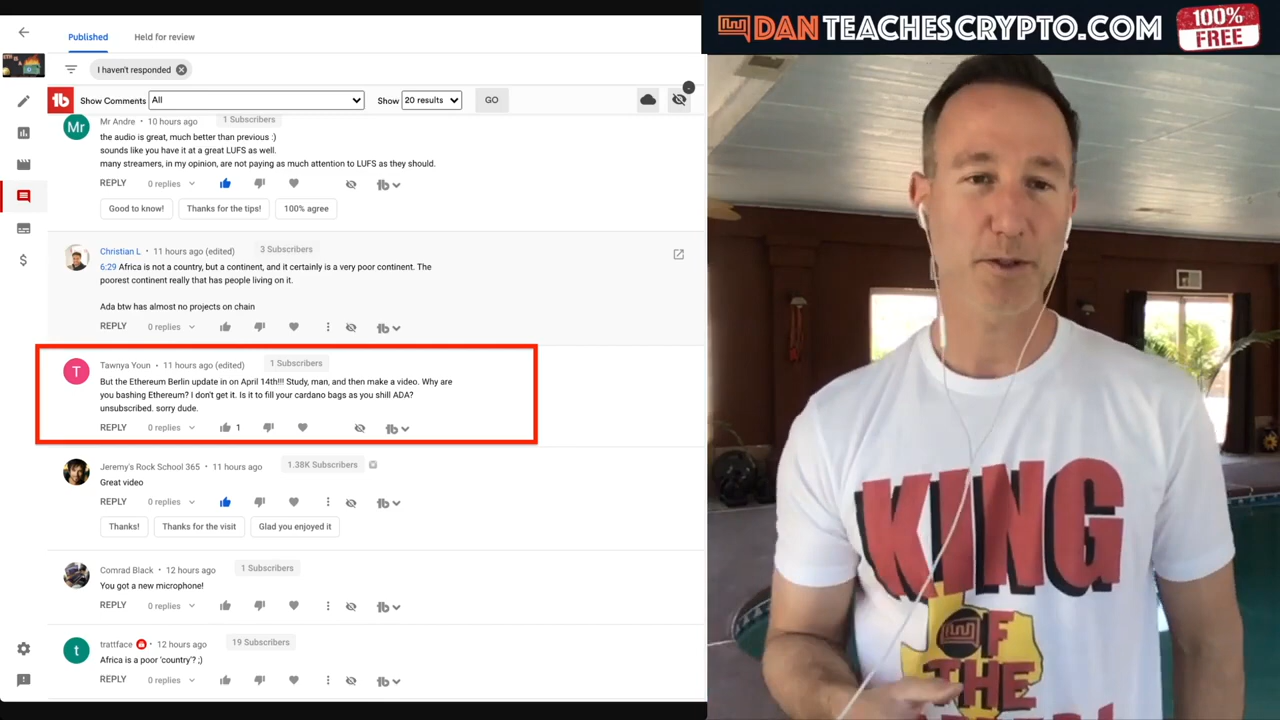 Published
Held for review
I haven't responded
Show Comments
All
Show
20 results
GO
Mr
Mr Andre • 10 hours ago
1 Subscribers
the audio is great, much better than previous :)
sounds like you have it at a great LUFS as well.
many streamers, in my opinion, are not paying as much attention to LUFS as they should.
REPLY
0 replies
Good to know!
Thanks for the tips!
100% agree
Christian L • 11 hours ago (edited)
3 Subscribers
6:29 Africa is not a country, but a continent, and it certainly is a very poor continent. The
poorest continent really that has people living on it.
Ada btw has almost no projects on chain
REPLY
0 replies
T
Tawnya Youn • 11 hours ago (edited)
1 Subscribers
But the Ethereum Berlin update in on April 14th!!! Study, man, and then make a video. Why are
you bashing Ethereum? I don't get it. Is it to fill your cardano bags as you shill ADA?
unsubscribed. sorry dude.
REPLY
0 replies
1
Jeremy's Rock School 365 • 11 hours ago
1.38K Subscribers
Great video
REPLY
0 replies
Thanks!
Thanks for the visit
Glad you enjoyed it
Comrad Black • 12 hours ago
1 Subscribers
You got a new microphone!
REPLY
0 replies
t
trattface • 12 hours ago
19 Subscribers
Africa is a poor 'country'? ;)
REPLY
0 replies
DANTEACHESCRYPTO.COM
100%
FREE
KING
OF
THE